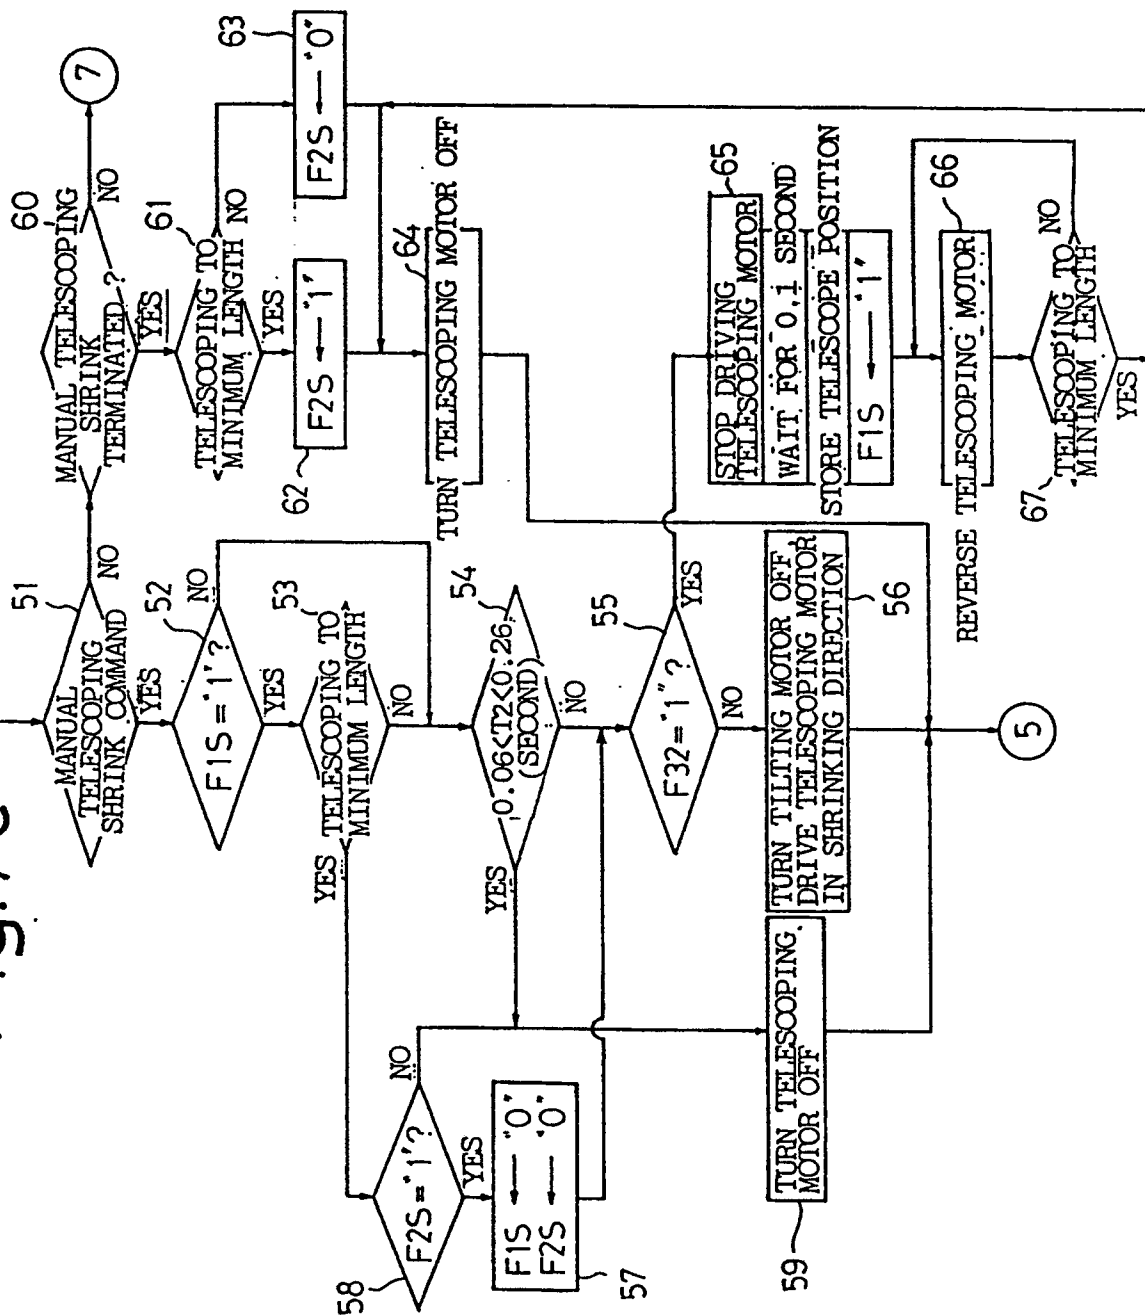 51
MANUAL
TELESCOPING
SHRINK COMMAND
NO
YES
52
F1S="1"?
NO
YES
53
TELESCOPING TO
MINIMUM LENGTH
YES
NO
54
0.06<T2<0.26
(SECOND)
YES
NO
55
F32="1"?
YES
NO
TURN TILTING MOTOR OFF
DRIVE TELESCOPING MOTOR
IN SHRINKING DIRECTION
56
5
58
F2S="1"?
NO
YES
F1S ← "0"
F2S ← "0"
57
TURN TELESCOPING
MOTOR OFF
59
60
MANUAL TELESCOPING
SHRINK
TERMINATED ?
NO
YES
7
61
TELESCOPING TO
MINIMUM LENGTH
NO
YES
62
F2S ← "1"
63
F2S ← "0"
64
TURN TELESCOPING MOTOR OFF
65
STOP DRIVING
TELESCOPING MOTOR
WAIT FOR 0.1 SECOND
STORE TELESCOPE POSITION
F1S ← "1"
66
REVERSE TELESCOPING MOTOR
67
TELESCOPING TO
MINIMUM LENGTH
NO
YES